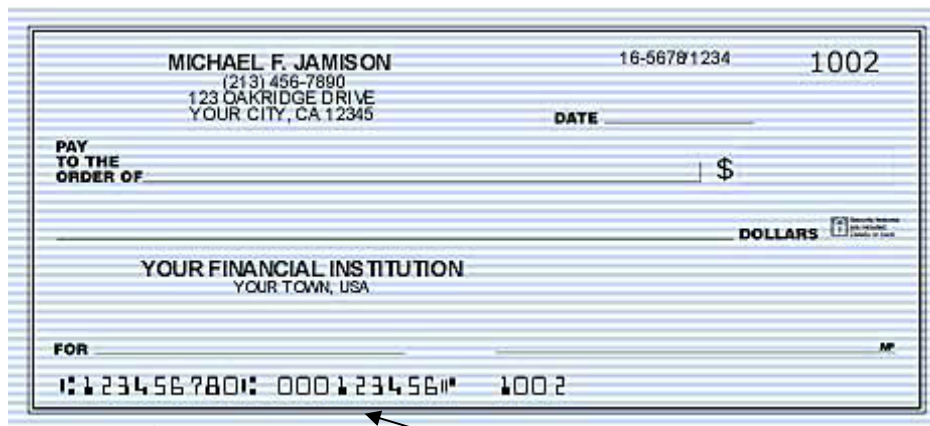 MICHAEL F. JAMISON
16-5678/1234
1002
(213) 456-7890
123 OAKRIDGE DRIVE
YOUR CITY, CA 12345
DATE
PAY
TO THE
ORDER OF
$
DOLLARS
YOUR FINANCIAL INSTITUTION
YOUR TOWN, USA
FOR
MP
⑆123456780⑆ 000123456⑈ 1002